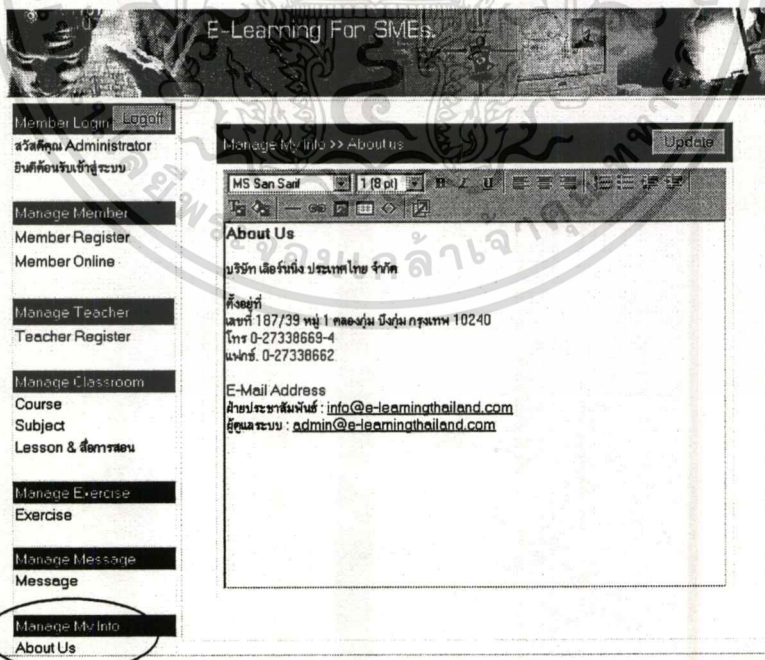 E-Learning For SMEs.
Member Login Logoff
สวัสดีคุณ Administrator
ยินดีต้อนรับเข้าสู่ระบบ
Manage Member
Member Register
Member Online
Manage Teacher
Teacher Register
Manage Classroom
Course
Subject
Lesson & สื่อการสอน
Manage Exercise
Exercise
Manage Message
Message
Manage My Info
About Us
Manage My Info >> About us Update
MS San Serif 1 (8 pt) B I U
About Us
บริษัท เลิร์นนิ่ง ประเทศไทย จำกัด
ตั้งอยู่ที่
เลขที่ 187/39 หมู่ 1 คลองกุ่ม บึงกุ่ม กรุงเทพ 10240
โทร 0-27338669-4
แฟกซ์. 0-27338662
E-Mail Address
ฝ่ายประชาสัมพันธ์ : info@e-learningthailand.com
ผู้ดูแลระบบ : admin@e-learningthailand.com